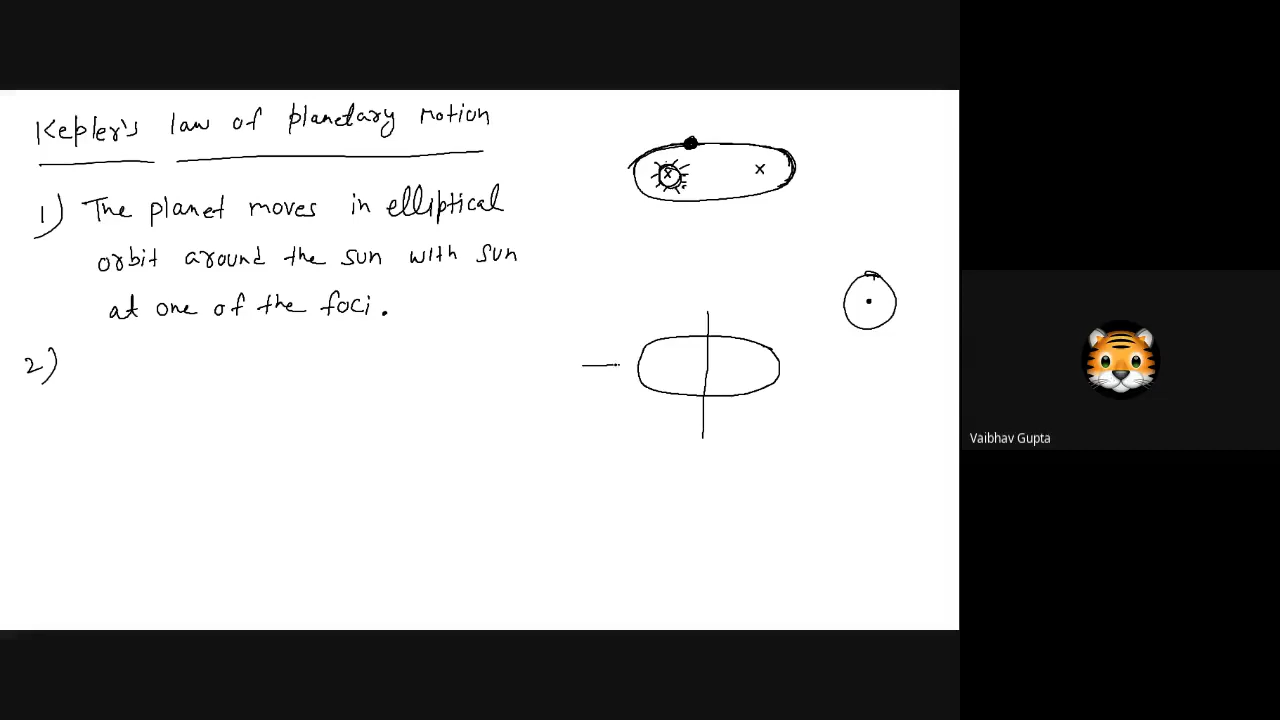 Kepler's law of planetary motion
1) The planet moves in elliptical
orbit around the sun with sun
at one of the foci.
2)
Vaibhav Gupta